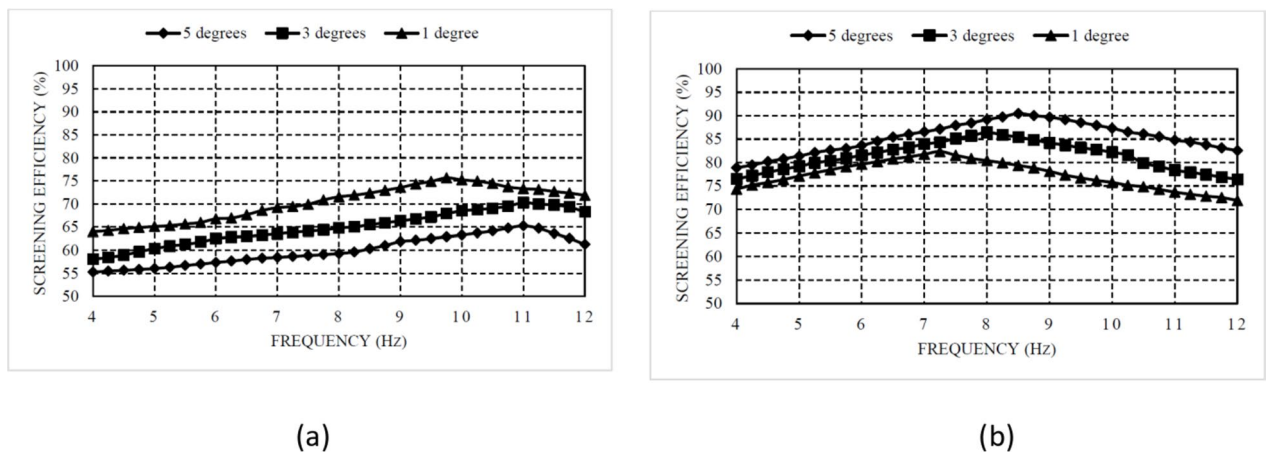 5 degrees 3 degrees 1 degree
SCREENING EFFICIENCY (%)
100
95
90
85
80
75
70
65
60
55
50
4 5 6 7 8 9 10 11 12
FREQUENCY (HZ)
(a)
5 degrees 3 degrees 1 degree
SCREENING EFFICIENCY (%)
100
95
90
85
80
75
70
65
60
55
50
4 5 6 7 8 9 10 11 12
FREQUENCY (HZ)
(b)